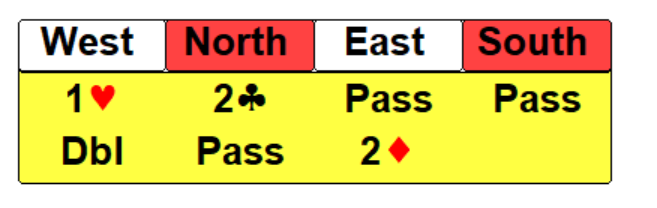 West North East South
1♥ 2♣ Pass Pass
Dbl Pass 2♦